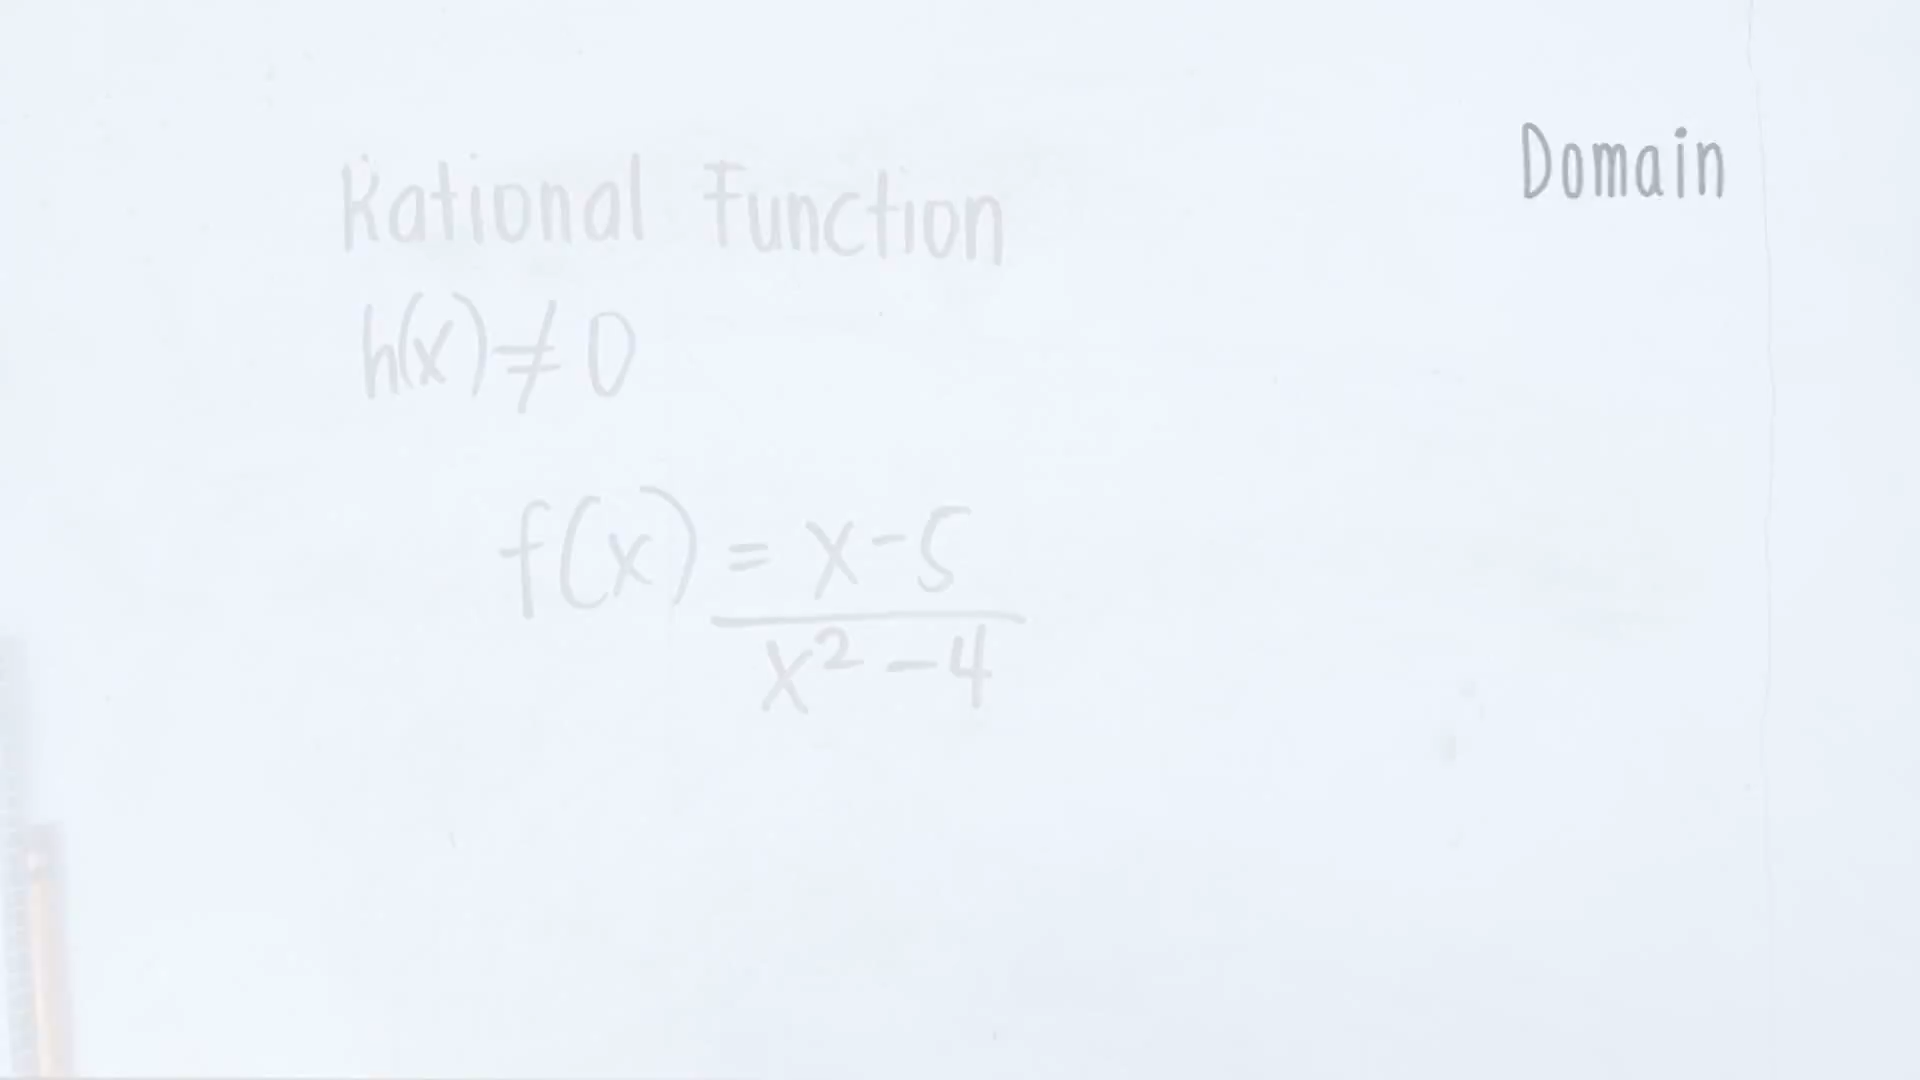 Domain
Rational Function
h(x) ≠ 0
f(x) = x - 5
x² - 4